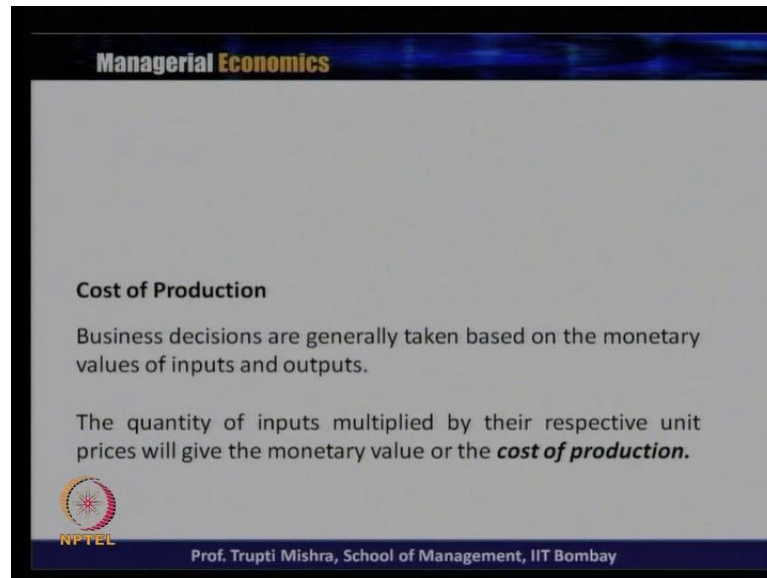 Managerial Economics
Cost of Production
Business decisions are generally taken based on the monetary
values of inputs and outputs.
The quantity of inputs multiplied by their respective unit
prices will give the monetary value or the cost of production.
NPTEL
Prof. Trupti Mishra, School of Management, IIT Bombay